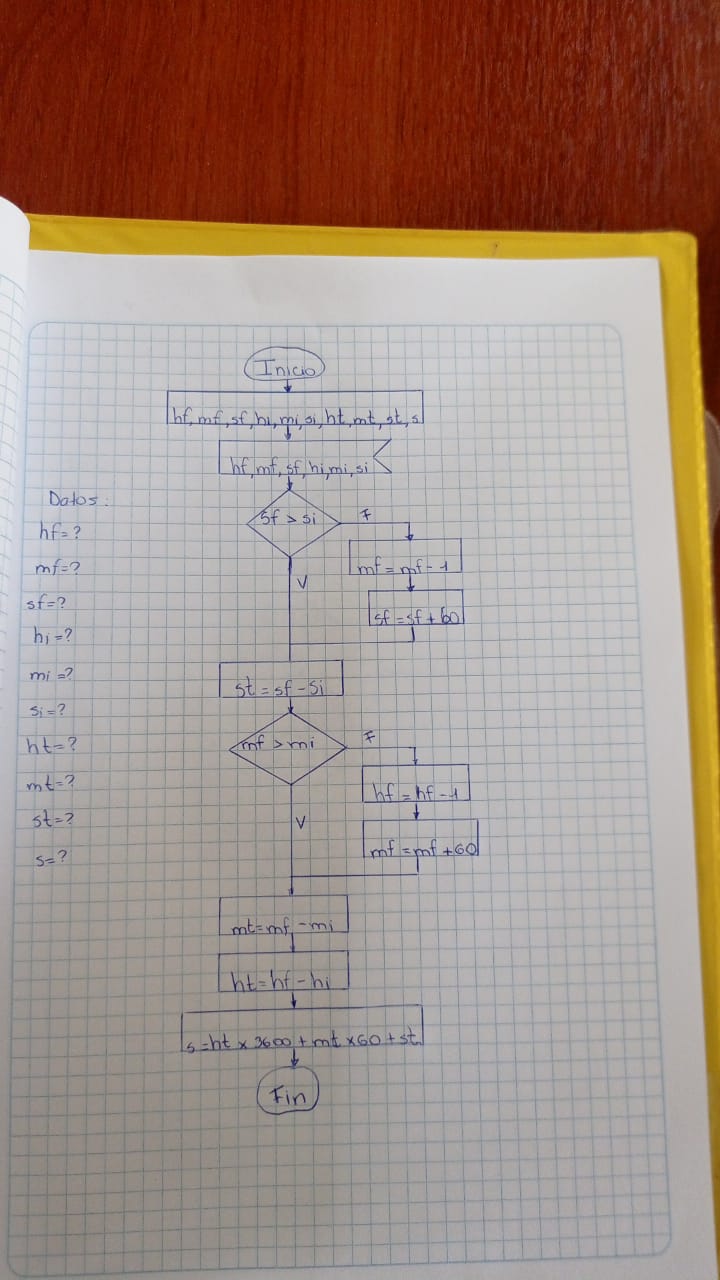 Inicio
hf, mf, sf, hi, mi, si, ht, mt, st, s
hf, mf, sf, hi, mi, si
Datos:
hf=?
mf=?
sf=?
hi=?
mi=?
si=?
ht=?
mt=?
st=?
s=?
sf > si
F
mf = mf - 1
V
sf = sf + 60
st = sf - si
mf > mi
F
hf = hf - 1
V
mf = mf + 60
mt = mf - mi
ht = hf - hi
s = ht x 3600 + mt x 60 + st
Fin